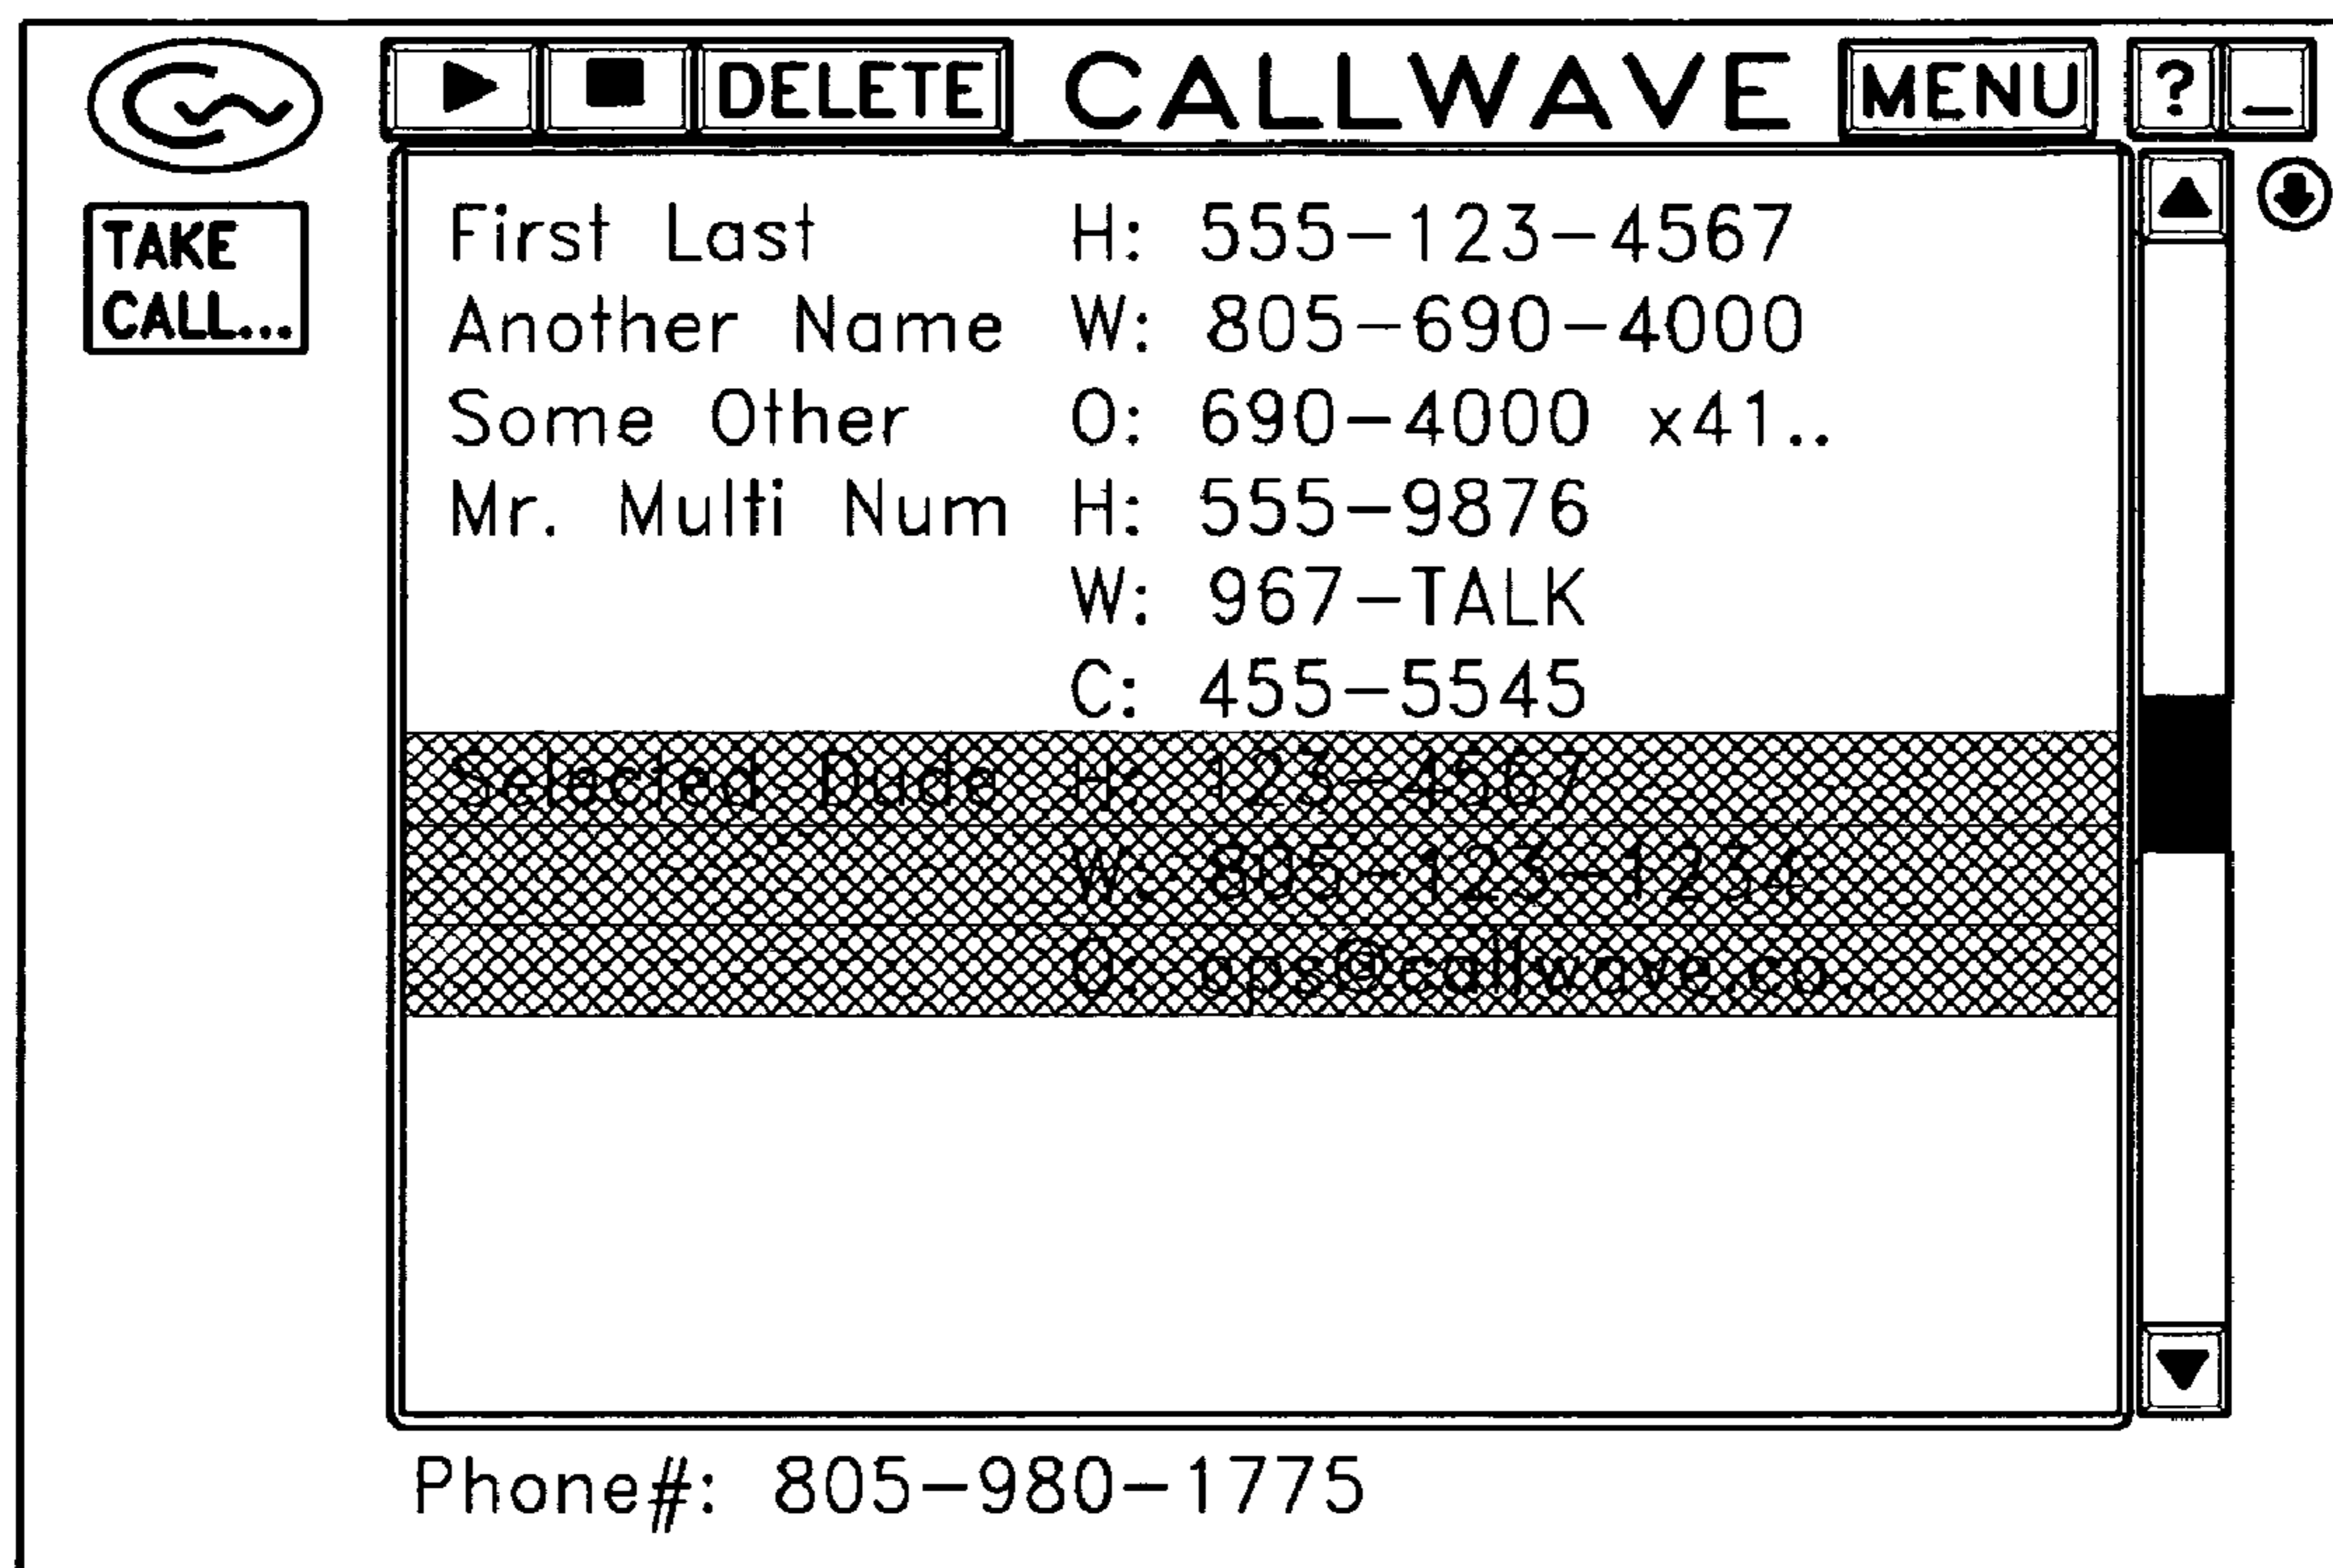 DELETE CALLWAVE MENU ? _
TAKE
CALL...
First Last H: 555-123-4567
Another Name W: 805-690-4000
Some Other O: 690-4000 x41..
Mr. Multi Num H: 555-9876
W: 967-TALK
C: 455-5545
Selected Dude H: 123-4567
W: 805-123-1234
O: ops@callwave.co..
Phone#: 805-980-1775